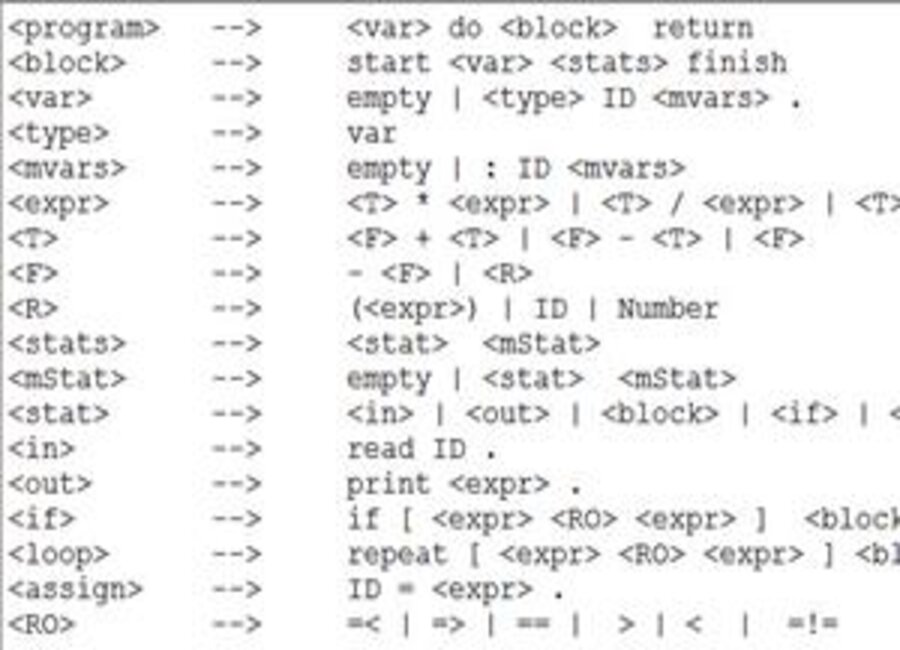 <program> --> <var> do <block> return
<block> --> start <var> <stats> finish
<var> --> empty | <type> ID <mvars> .
<type> --> var
<mvars> --> empty | : ID <mvars>
<expr> --> <T> * <expr> | <T> / <expr> | <T>
<T> --> <F> + <T> | <F> - <T> | <F>
<F> --> - <F> | <R>
<R> --> (<expr>) | ID | Number
<stats> --> <stat> <mStat>
<mStat> --> empty | <stat> <mStat>
<stat> --> <in> | <out> | <block> | <if> | <
<in> --> read ID .
<out> --> print <expr> .
<if> --> if [ <expr> <RO> <expr> ] <block
<loop> --> repeat [ <expr> <RO> <expr> ] <bl
<assign> --> ID = <expr> .
<RO> --> =< | => | == | > | < | =!=